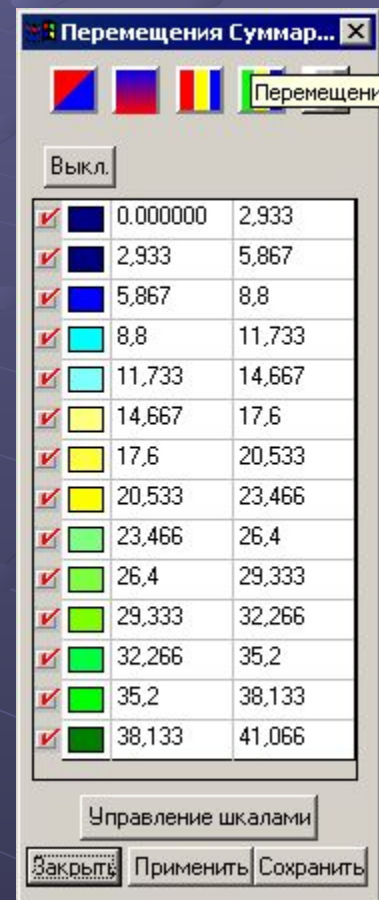 Перемещения Суммар...
Перемещени
Выкл.
0.000000 2,933
2,933 5,867
5,867 8,8
8,8 11,733
11,733 14,667
14,667 17,6
17,6 20,533
20,533 23,466
23,466 26,4
26,4 29,333
29,333 32,266
32,266 35,2
35,2 38,133
38,133 41,066
Управление шкалами
Закрыть Применить Сохранить